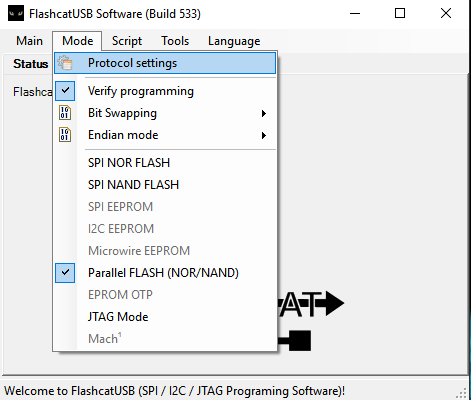 FlashcatUSB Software (Build 533)
Main Mode Script Tools Language
Status
Protocol settings
Verify programming
Bit Swapping
Endian mode
SPI NOR FLASH
SPI NAND FLASH
SPI EEPROM
I2C EEPROM
Microwire EEPROM
Parallel FLASH (NOR/NAND)
EPROM OTP
JTAG Mode
Mach¹
Flashca
AT
Welcome to FlashcatUSB (SPI / I2C / JTAG Programing Software)!